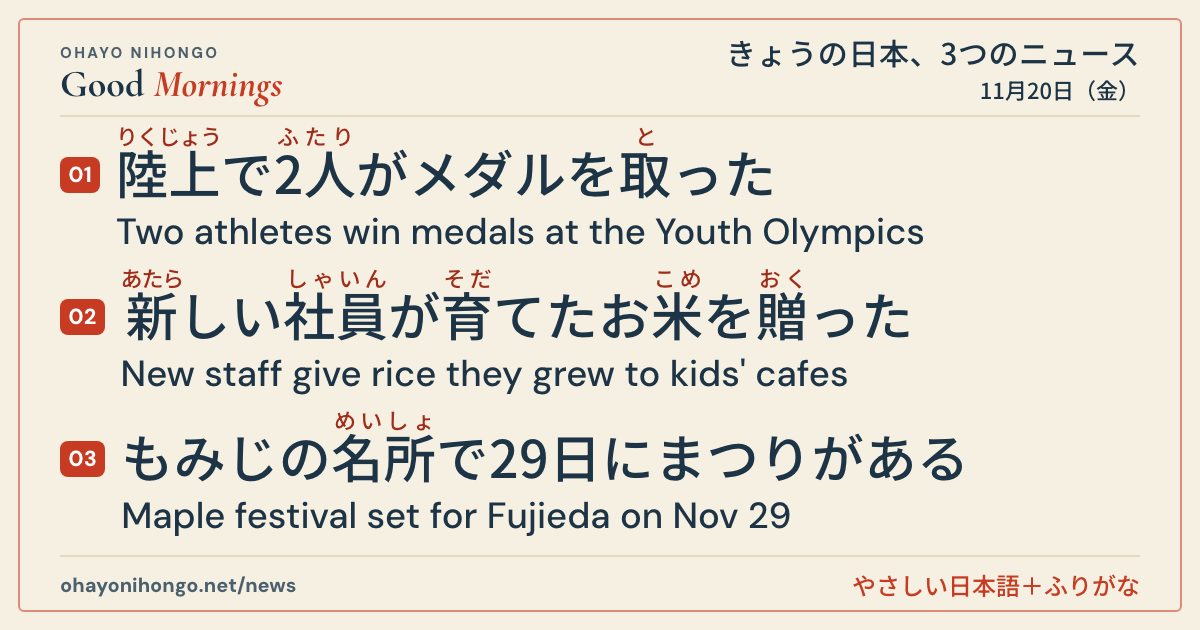 OHAYO NIHONGO
Good Mornings
きょうの日本、3つのニュース
11月20日（金）
りくじょう ふたり と
01 陸上で2人がメダルを取った
Two athletes win medals at the Youth Olympics
あたら しゃいん そだ こめ おく
02 新しい社員が育てたお米を贈った
New staff give rice they grew to kids' cafes
めいしょ
03 もみじの名所で29日にまつりがある
Maple festival set for Fujieda on Nov 29
ohayonihongo.net/news
やさしい日本語＋ふりがな